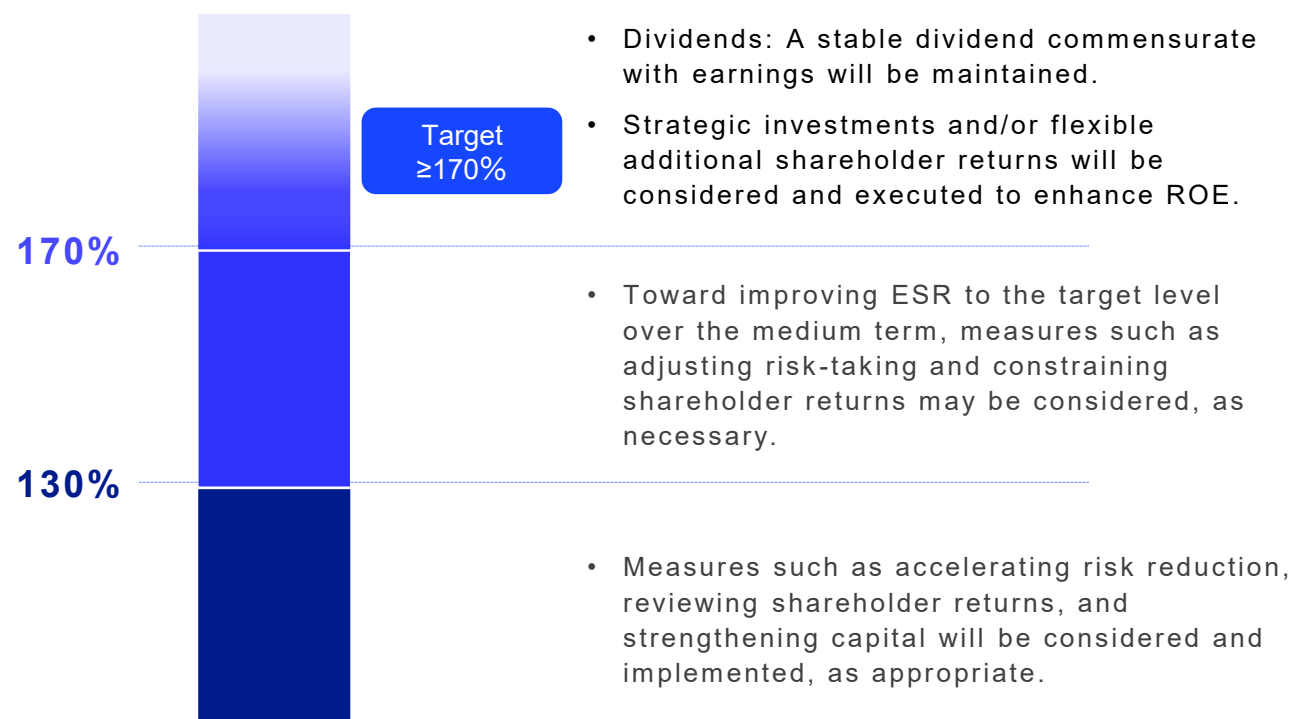 • Dividends: A stable dividend commensurate
with earnings will be maintained.
Target
≥170%
• Strategic investments and/or flexible
additional shareholder returns will be
considered and executed to enhance ROE.
170%
• Toward improving ESR to the target level
over the medium term, measures such as
adjusting risk-taking and constraining
shareholder returns may be considered, as
necessary.
130%
• Measures such as accelerating risk reduction,
reviewing shareholder returns, and
strengthening capital will be considered and
implemented, as appropriate.